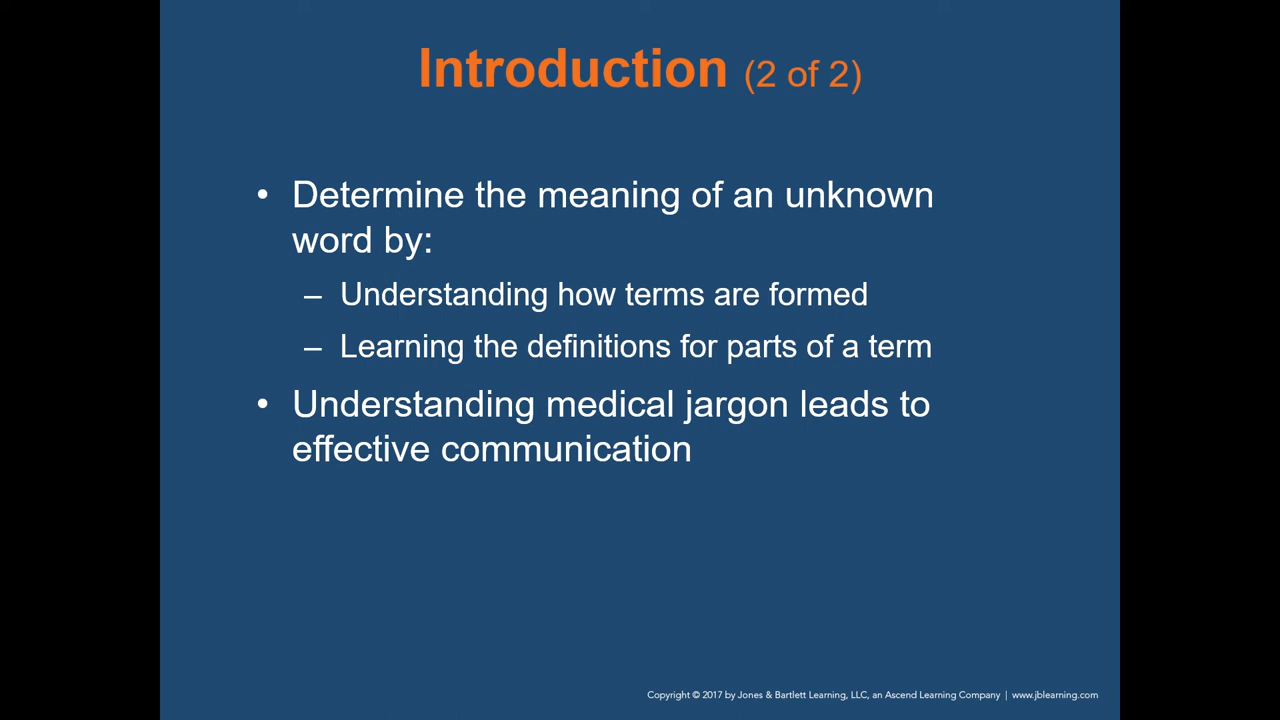 Introduction (2 of 2)
• Determine the meaning of an unknown
word by:
– Understanding how terms are formed
– Learning the definitions for parts of a term
• Understanding medical jargon leads to
effective communication
Copyright © 2017 by Jones & Bartlett Learning, LLC, an Ascend Learning Company | www.jblearning.com